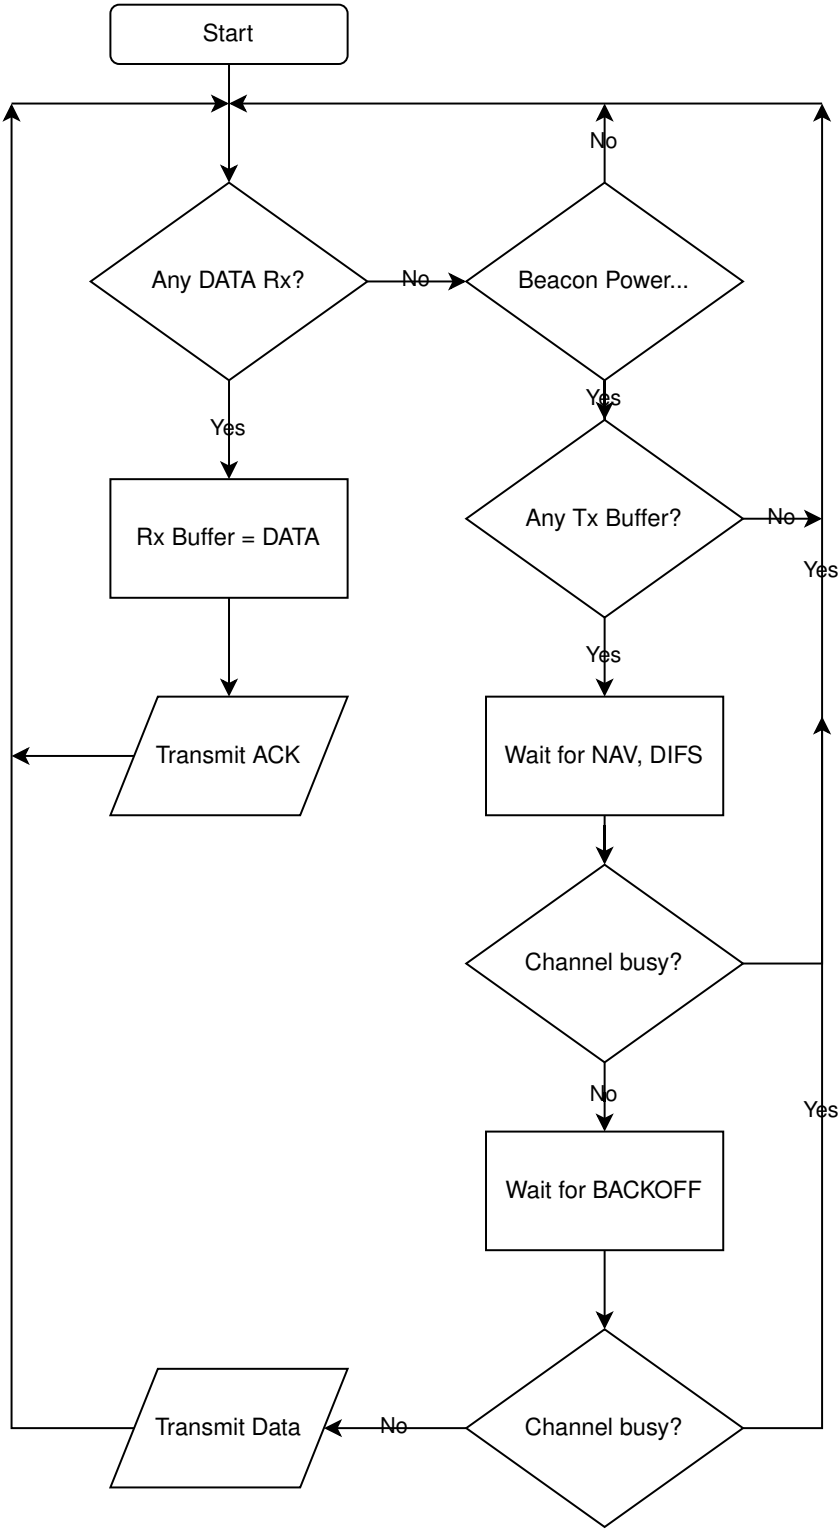 Start
No
Any DATA Rx?
No
Beacon Power...
Yes
Yes
Rx Buffer = DATA
Any Tx Buffer?
No
Yes
Yes
Transmit ACK
Wait for NAV, DIFS
Channel busy?
No
Yes
Wait for BACKOFF
Transmit Data
No
Channel busy?